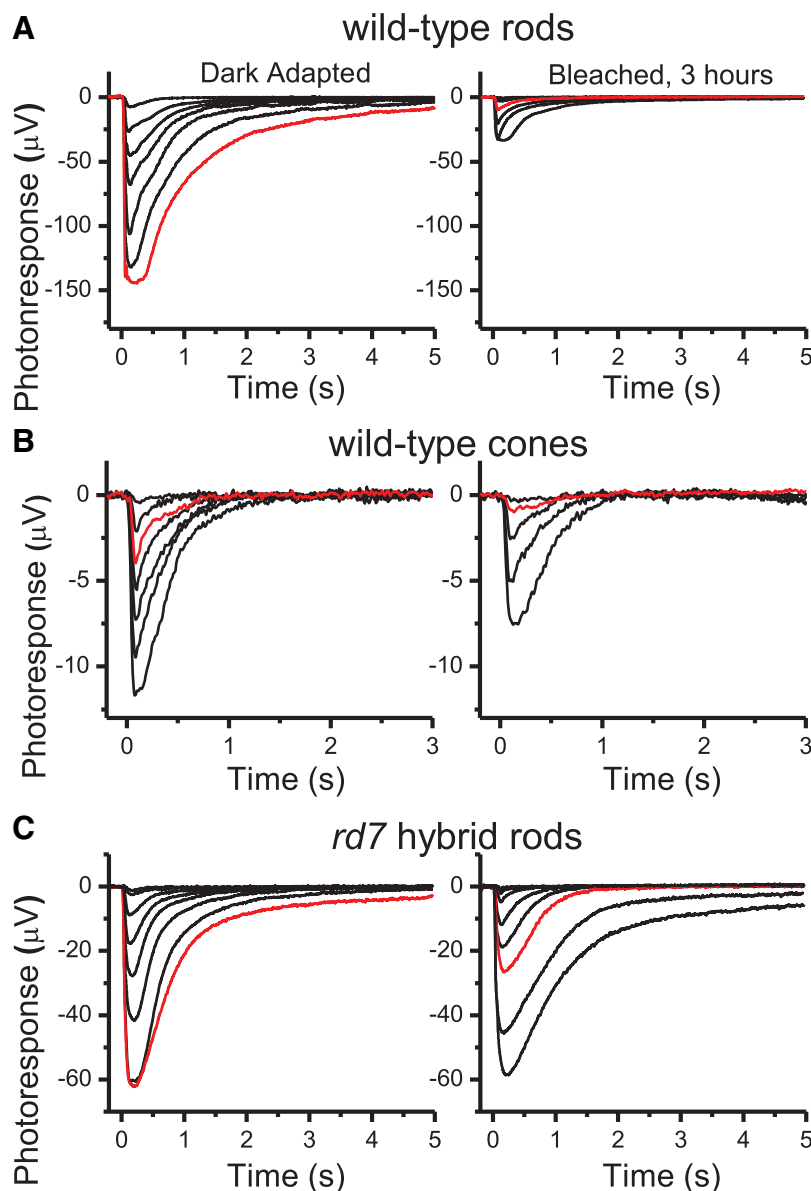 A
wild-type rods
Dark Adapted
Bleached, 3 hours
Photonresponse (µV)
0
-50
-100
-150
0 1 2 3 4 5
Time (s)
0
-50
-100
-150
0 1 2 3 4 5
Time (s)
B
wild-type cones
Photoresponse (µV)
0
-5
-10
0 1 2 3
Time (s)
0
-5
-10
0 1 2 3
Time (s)
C
rd7 hybrid rods
Photoresponse (µV)
0
-20
-40
-60
0 1 2 3 4 5
Time (s)
0
-20
-40
-60
0 1 2 3 4 5
Time (s)